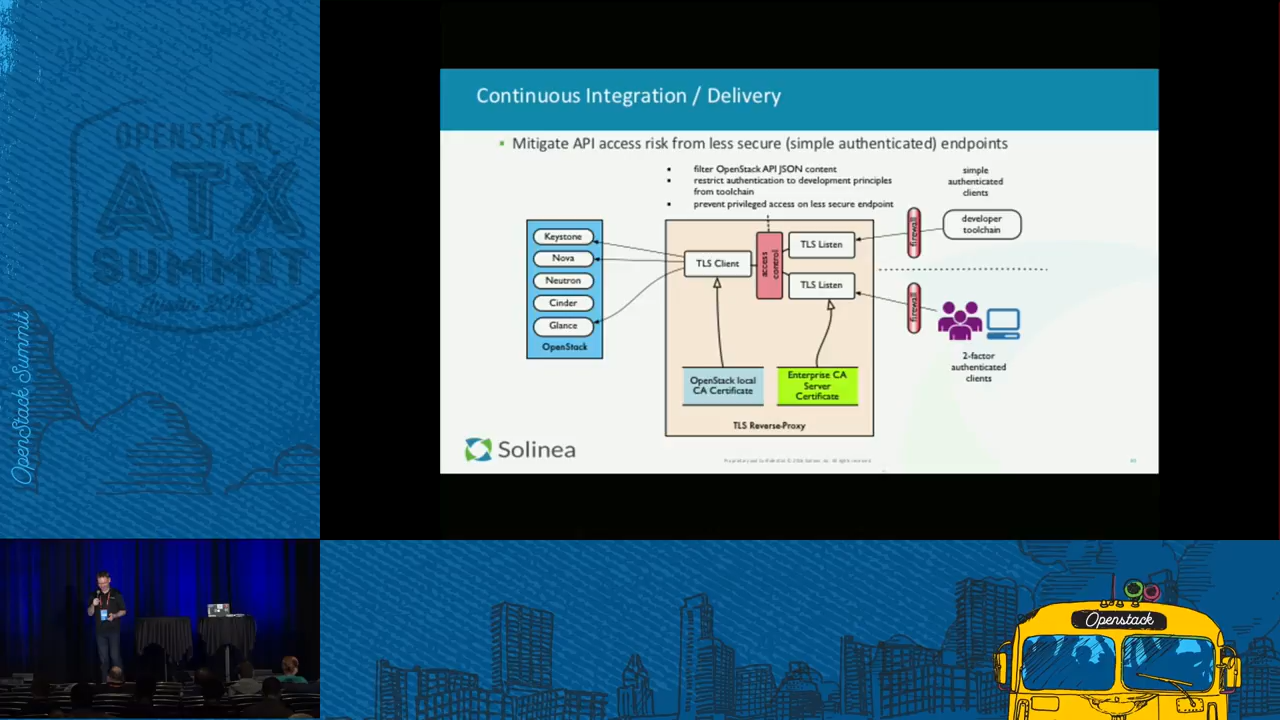 OPENSTACK
ATX
SUMMIT
OpenStack Summit
Continuous Integration / Delivery
Mitigate API access risk from less secure (simple authenticated) endpoints
filter OpenStack API JSON content
restrict authentication to development principles
from toolchain
prevent privileged access on less secure endpoint
simple
authenticated
clients
developer
toolchain
firewall
Keystone
Nova
Neutron
Cinder
Glance
OpenStack
TLS Client
access
control
TLS Listen
TLS Listen
firewall
2-factor
authenticated
clients
OpenStack local
CA Certificate
Enterprise CA
Server
Certificate
TLS Reverse-Proxy
Solinea
Openstack